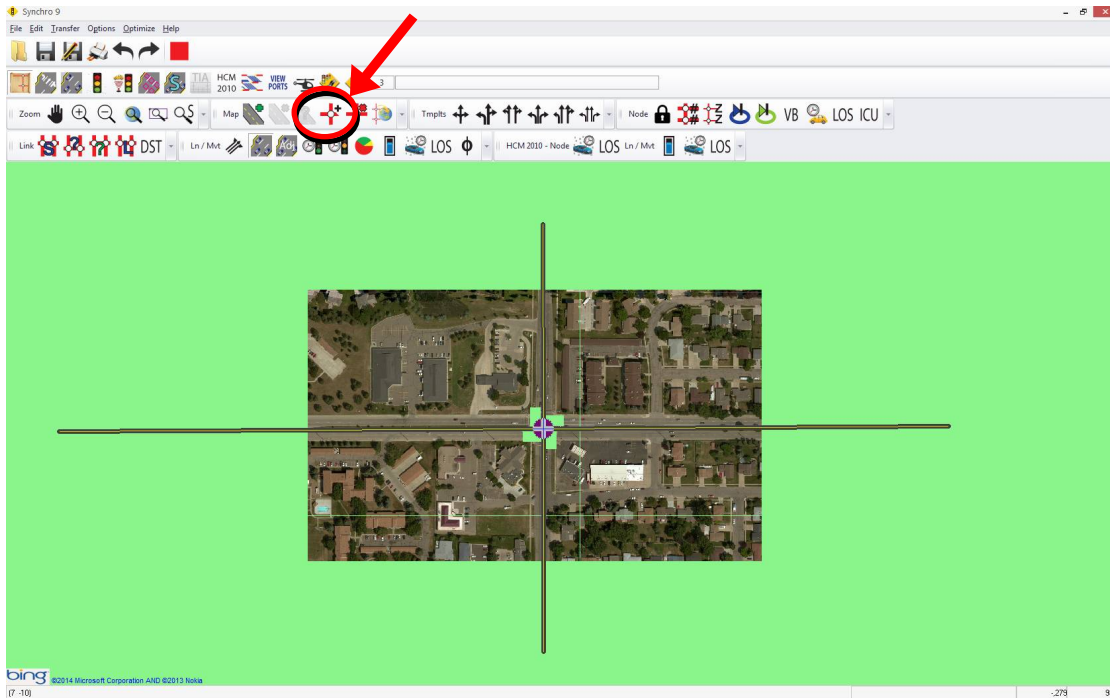 Synchro 9
File Edit Transfer Options Optimize Help
HCM 2010 VIEW PORTS 3
Zoom Map Tmplts Node VB LOS ICU
Link DST Ln / Mvt Adj LOS Φ HCM 2010 - Node LOS Ln / Mvt LOS
bing ©2014 Microsoft Corporation AND ©2013 Nokia
(7 -10) -,279 9